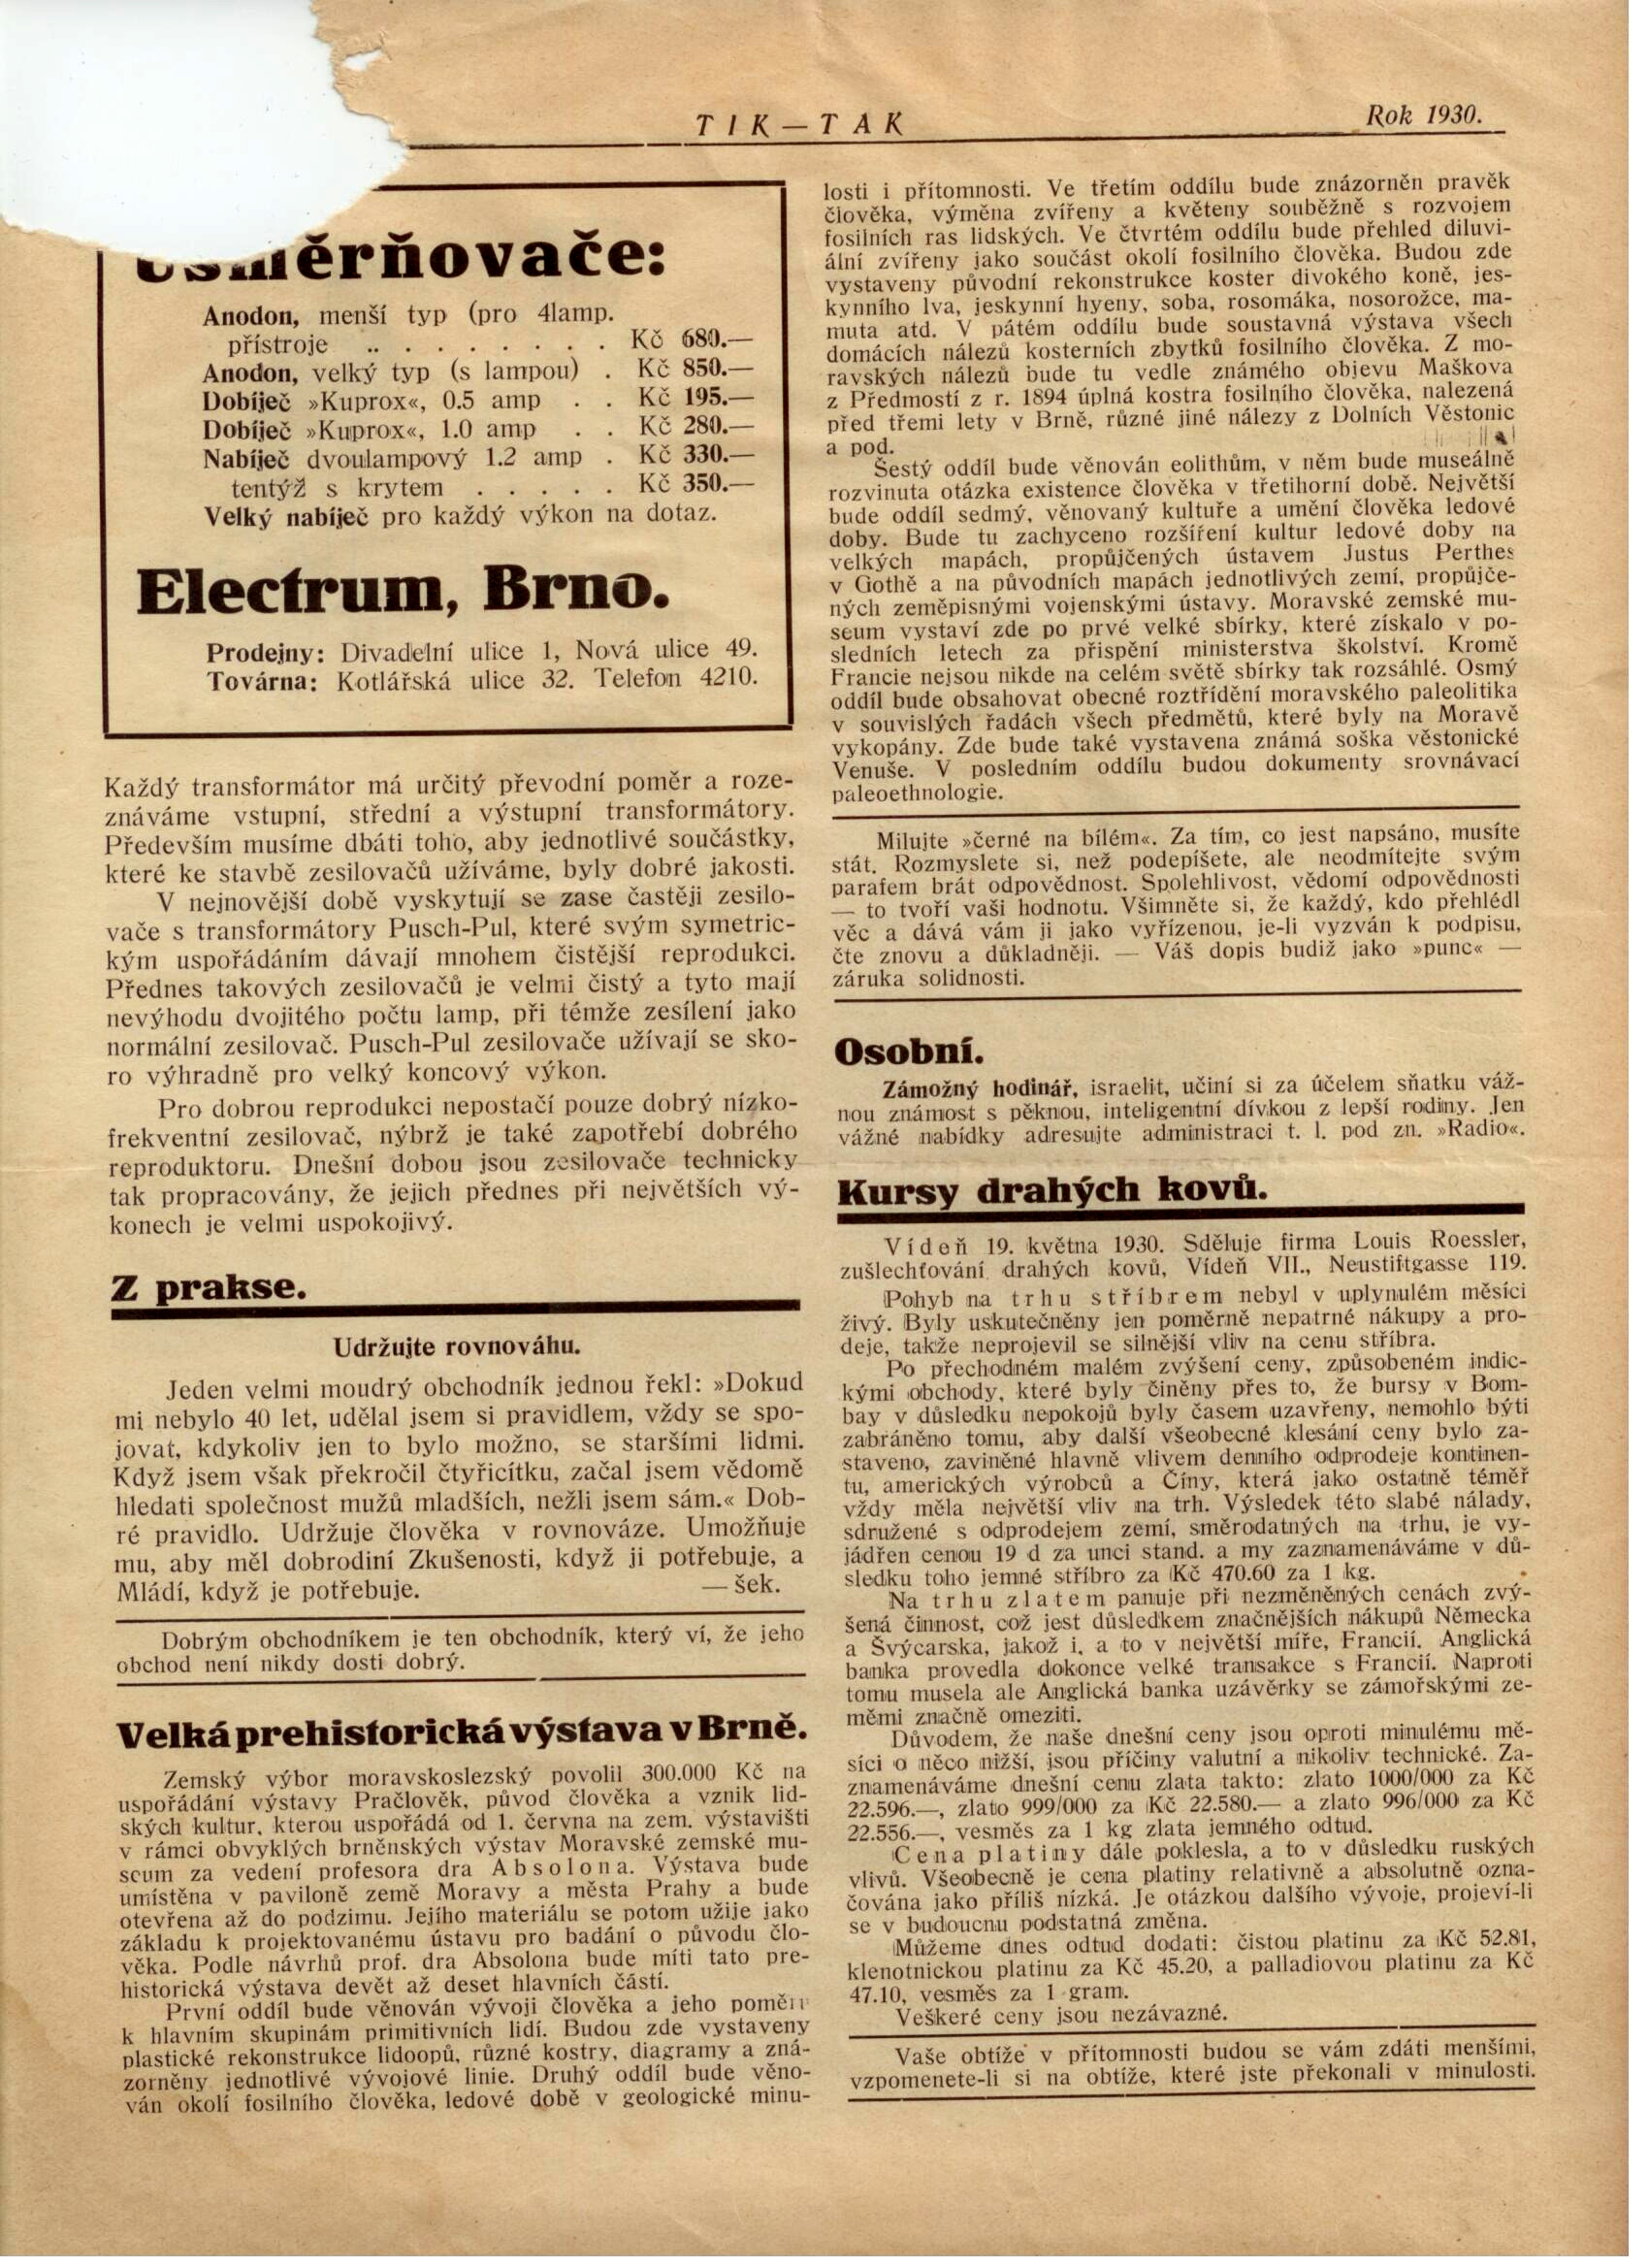 TIK—TAK
Rok 1930.
Usměrňovače:
Anodon, menší typ (pro 4lamp.
přístroje .. . . . . . . . Kč 680.—
Anodon, velký typ (s lampou) . Kč 850.—
Dobíječ »Kuprox«, 0.5 amp . . Kč 195.—
Dobíječ »Kuprox«, 1.0 amp . . Kč 280.—
Nabíječ dvoulampový 1.2 amp . Kč 330.—
tentýž s krytem . . . . . Kč 350.—
Velký nabíječ pro každý výkon na dotaz.
Electrum, Brno.
Prodejny: Divadelní ulice 1, Nová ulice 49.
Továrna: Kotlářská ulice 32. Telefon 4210.
Každý transformátor má určitý převodní poměr a roze-
znáváme vstupní, střední a výstupní transformátory.
Především musíme dbáti toho, aby jednotlivé součástky,
které ke stavbě zesilovačů užíváme, byly dobré jakosti.
V nejnovější době vyskytují se zase častěji zesilo-
vače s transformátory Pusch-Pul, které svým symetric-
kým uspořádáním dávají mnohem čistější reprodukci.
Přednes takových zesilovačů je velmi čistý a tyto mají
nevýhodu dvojitého počtu lamp, při témže zesílení jako
normální zesilovač. Pusch-Pul zesilovače užívají se sko-
ro výhradně pro velký koncový výkon.
Pro dobrou reprodukci nepostačí pouze dobrý nízko-
frekventní zesilovač, nýbrž je také zapotřebí dobrého
reproduktoru. Dnešní dobou jsou zesilovače technicky
tak propracovány, že jejich přednes při největších vý-
konech je velmi uspokojivý.
Z prakse.
Udržujte rovnováhu.
Jeden velmi moudrý obchodník jednou řekl: »Dokud
mi nebylo 40 let, udělal jsem si pravidlem, vždy se spo-
jovat, kdykoliv jen to bylo možno, se staršími lidmi.
Když jsem však překročil čtyřicítku, začal jsem vědomě
hledati společnost mužů mladších, nežli jsem sám.« Dob-
ré pravidlo. Udržuje člověka v rovnováze. Umožňuje
mu, aby měl dobrodiní Zkušenosti, když ji potřebuje, a
Mládí, když je potřebuje. —šek.
Dobrým obchodníkem je ten obchodník, který ví, že jeho
obchod není nikdy dosti dobrý.
Velká prehistorická výstava v Brně.
Zemský výbor moravskoslezský povolil 300.000 Kč na
uspořádání výstavy Pračlověk, původ člověka a vznik lid-
ských kultur, kterou uspořádá od 1. června na zem. výstavišti
v rámci obvyklých brněnských výstav Moravské zemské mu-
seum za vedení profesora dra Absolona. Výstava bude
umístěna v paviloně země Moravy a města Prahy a bude
otevřena až do podzimu. Jejího materiálu se potom užije jako
základu k projektovanému ústavu pro badání o původu člo-
věka. Podle návrhů prof. dra Absolona bude míti tato pre-
historická výstava devět až deset hlavních částí.
První oddíl bude věnován vývoji člověka a jeho poměru
k hlavním skupinám primitivních lidí. Budou zde vystaveny
plastické rekonstrukce lidoopů, různé kostry, diagramy a zná-
zorněny jednotlivé vývojové linie. Druhý oddíl bude věno-
ván okolí fosilního člověka, ledové době v geologické minu-
losti i přítomnosti. Ve třetím oddílu bude znázorněn pravěk
člověka, výměna zvířeny a květeny souběžně s rozvojem
fosilních ras lidských. Ve čtvrtém oddílu bude přehled diluvi-
ální zvířeny jako součást okolí fosilního člověka. Budou zde
vystaveny původní rekonstrukce koster divokého koně, jes-
kynního lva, jeskynní hyeny, soba, rosomáka, nosorožce, ma-
muta atd. V pátém oddílu bude soustavná výstava všech
domácích nálezů kosterních zbytků fosilního člověka. Z mo-
ravských nálezů bude tu vedle známého objevu Maškova
z Předmostí z r. 1894 úplná kostra fosilního člověka, nalezená
před třemi lety v Brně, různé jiné nálezy z Dolních Věstonic
a pod.
Šestý oddíl bude věnován eolithům, v něm bude museálně
rozvinuta otázka existence člověka v třetihorní době. Největší
bude oddíl sedmý, věnovaný kultuře a umění člověka ledové
doby. Bude tu zachyceno rozšíření kultur ledové doby na
velkých mapách, propůjčených ústavem Justus Perthes
v Gothě a na původních mapách jednotlivých zemí, propůjče-
ných zeměpisnými vojenskými ústavy. Moravské zemské mu-
seum vystaví zde po prvé velké sbírky, které získalo v po-
sledních letech za přispění ministerstva školství. Kromě
Francie nejsou nikde na celém světě sbírky tak rozsáhlé. Osmý
oddíl bude obsahovat obecné roztřídění moravského paleolitika
v souvislých řadách všech předmětů, které byly na Moravě
vykopány. Zde bude také vystavena známá soška věstonické
Venuše. V posledním oddílu budou dokumenty srovnávací
paleoethnologie.
Milujte »černé na bílém«. Za tím, co jest napsáno, musíte
stát. Rozmyslete si, než podepíšete, ale neodmítejte svým
parafem brát odpovědnost. Spolehlivost, vědomí odpovědnosti
— to tvoří vaši hodnotu. Všimněte si, že každý, kdo přehlédl
věc a dává vám ji jako vyřízenou, je-li vyzván k podpisu,
čte znovu a důkladněji. — Váš dopis budiž jako »punc« —
záruka solidnosti.
Osobní.
Zámožný hodinář, israelit, učiní si za účelem sňatku váž-
nou známost s pěknou, inteligentní dívkou z lepší rodiny. Jen
vážné nabídky adresujte administraci t. l. pod zn. »Radio«.
Kursy drahých kovů.
Vídeň 19. května 1930. Sděluje firma Louis Roessler,
zušlechťování drahých kovů, Vídeň VII., Neustiftgasse 119.
Pohyb na trhu stříbrem nebyl v uplynulém měsíci
živý. Byly uskutečněny jen poměrně nepatrné nákupy a pro-
deje, takže neprojevil se silnější vliv na cenu stříbra.
Po přechodném malém zvýšení ceny, způsobeném indic-
kými obchody, které byly činěny přes to, že bursy v Bom-
bay v důsledku nepokojů byly časem uzavřeny, nemohlo býti
zabráněno tomu, aby další všeobecné klesání ceny bylo za-
staveno, zaviněné hlavně vlivem denního odprodeje kontinen-
tu, amerických výrobců a Číny, která jako ostatně téměř
vždy měla největší vliv na trh. Výsledek této slabé nálady,
sdružené s odprodejem zemí, směrodatných na trhu, je vy-
jádřen cenou 19 d za unci stand. a my zaznamenáváme v dů-
sledku toho jemné stříbro za Kč 470.60 za 1 kg.
Na trhu zlatem panuje při nezměněných cenách zvý-
šená činnost, což jest důsledkem značnějších nákupů Německa
a Švýcarska, jakož i, a to v největší míře, Francií. Anglická
banka provedla dokonce velké transakce s Francií. Naproti
tomu musela ale Anglická banka uzávěrky se zámořskými ze-
měmi značně omeziti.
Důvodem, že naše dnešní ceny jsou oproti minulému mě-
síci o něco nižší, jsou příčiny valutní a nikoliv technické. Za-
znamenáváme dnešní cenu zlata takto: zlato 1000/000 za Kč
22.596.—, zlato 999/000 za Kč 22.580.— a zlato 996/000 za Kč
22.556.—, vesměs za 1 kg zlata jemného odtud.
Cena platiny dále poklesla, a to v důsledku ruských
vlivů. Všeobecně je cena platiny relativně a absolutně ozna-
čována jako příliš nízká. Je otázkou dalšího vývoje, projeví-li
se v budoucnu podstatná změna.
Můžeme dnes odtud dodati: čistou platinu za Kč 52.81,
klenotnickou platinu za Kč 45.20, a palladiovou platinu za Kč
47.10, vesměs za 1 gram.
Veškeré ceny jsou nezávazné.
Vaše obtíže v přítomnosti budou se vám zdáti menšími,
vzpomenete-li si na obtíže, které jste překonali v minulosti.